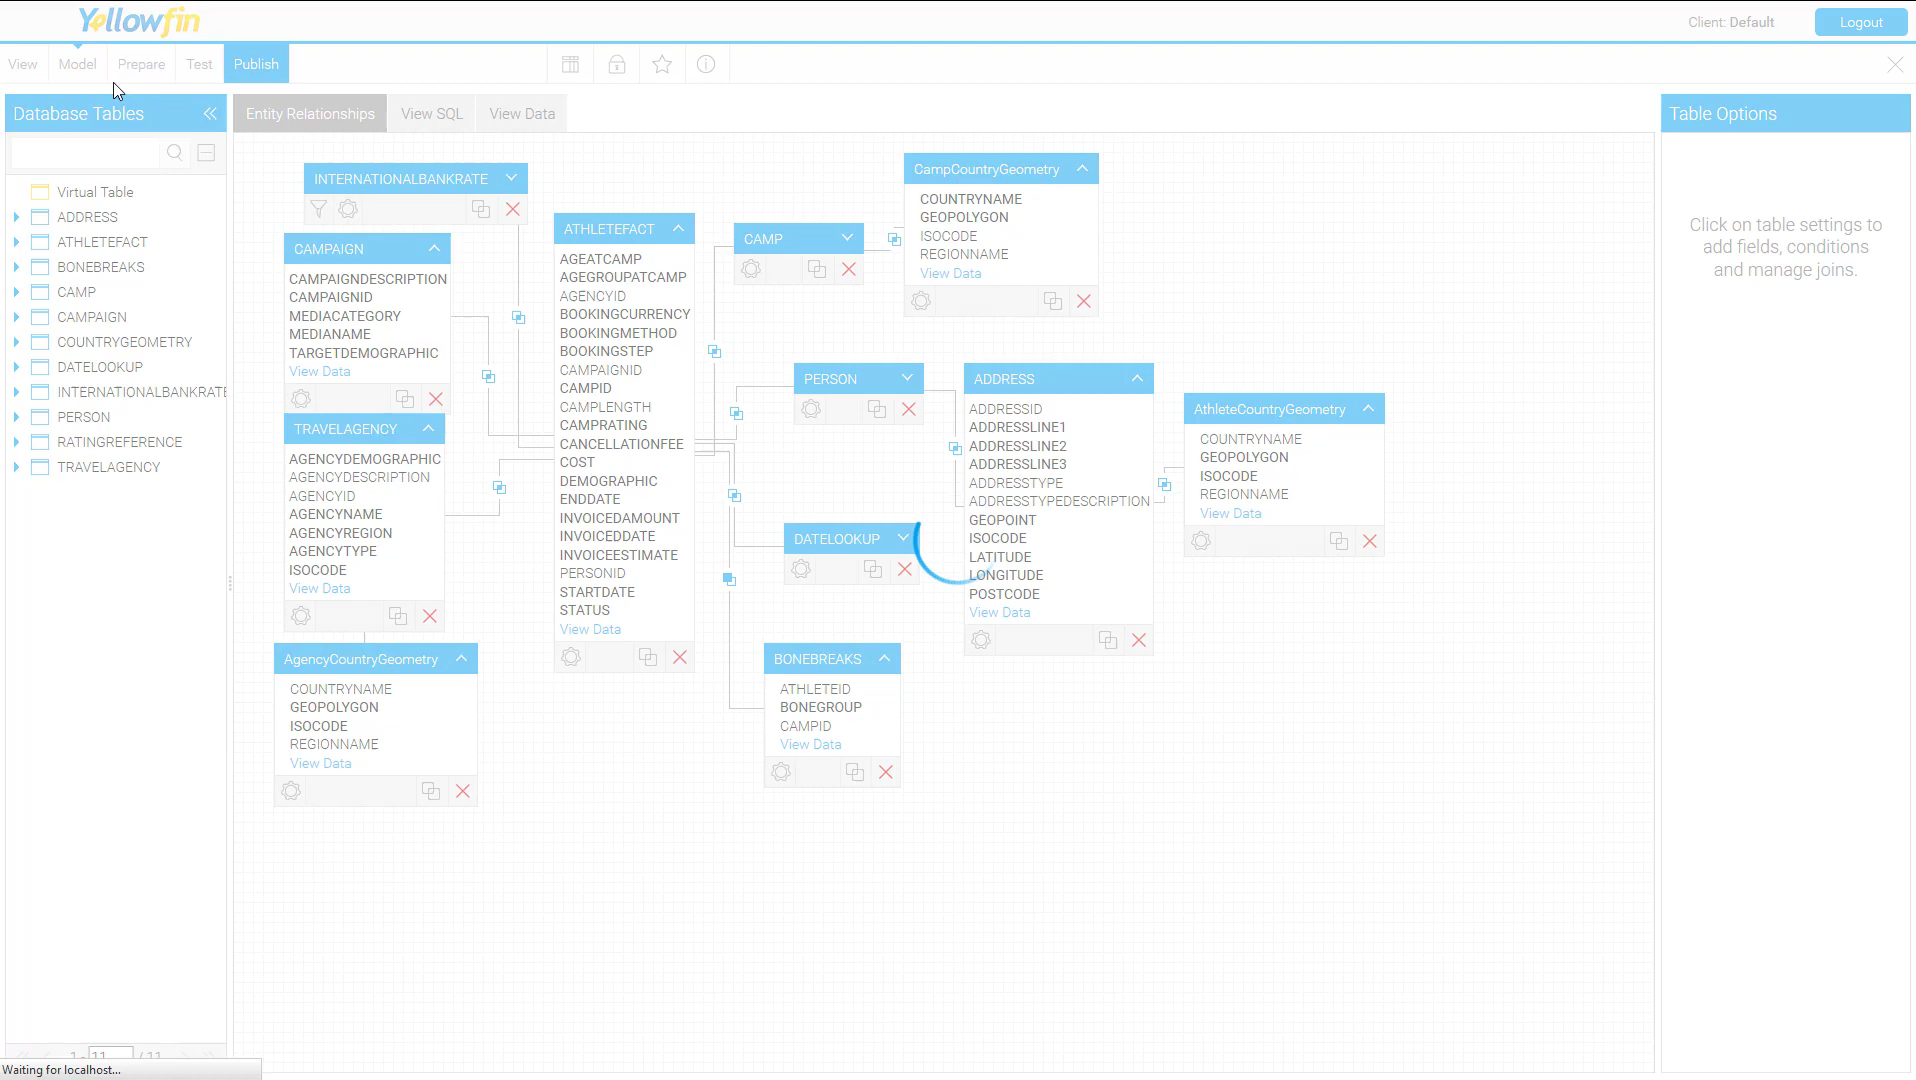 Yellowfin
Client: Default
Logout
View
Model
Prepare
Test
Publish
Database Tables
Virtual Table
ADDRESS
ATHLETEFACT
BONEBREAKS
CAMP
CAMPAIGN
COUNTRYGEOMETRY
DATELOOKUP
INTERNATIONALBANKRATE
PERSON
RATINGREFERENCE
TRAVELAGENCY
Entity Relationships
View SQL
View Data
INTERNATIONALBANKRATE
CAMPAIGN
CAMPAIGNDESCRIPTION
CAMPAIGNID
MEDIACATEGORY
MEDIANAME
TARGETDEMOGRAPHIC
View Data
TRAVELAGENCY
AGENCYDEMOGRAPHIC
AGENCYDESCRIPTION
AGENCYID
AGENCYNAME
AGENCYREGION
AGENCYTYPE
ISOCODE
View Data
AgencyCountryGeometry
COUNTRYNAME
GEOPOLYGON
ISOCODE
REGIONNAME
View Data
ATHLETEFACT
AGEATCAMP
AGEGROUPATCAMP
AGENCYID
BOOKINGCURRENCY
BOOKINGMETHOD
BOOKINGSTEP
CAMPAIGNID
CAMPID
CAMPLENGTH
CAMPRATING
CANCELLATIONFEE
COST
DEMOGRAPHIC
ENDDATE
INVOICEDAMOUNT
INVOICEDDATE
INVOICEESTIMATE
PERSONID
STARTDATE
STATUS
View Data
CAMP
CampCountryGeometry
COUNTRYNAME
GEOPOLYGON
ISOCODE
REGIONNAME
View Data
PERSON
DATELOOKUP
BONEBREAKS
ATHLETEID
BONEGROUP
CAMPID
View Data
ADDRESS
ADDRESSID
ADDRESSLINE1
ADDRESSLINE2
ADDRESSLINE3
ADDRESSTYPE
ADDRESSTYPEDESCRIPTION
GEOPOINT
ISOCODE
LATITUDE
LONGITUDE
POSTCODE
View Data
AthleteCountryGeometry
COUNTRYNAME
GEOPOLYGON
ISOCODE
REGIONNAME
View Data
Table Options
Click on table settings to
add fields, conditions
and manage joins.
1 - 11 / 11
Waiting for localhost...